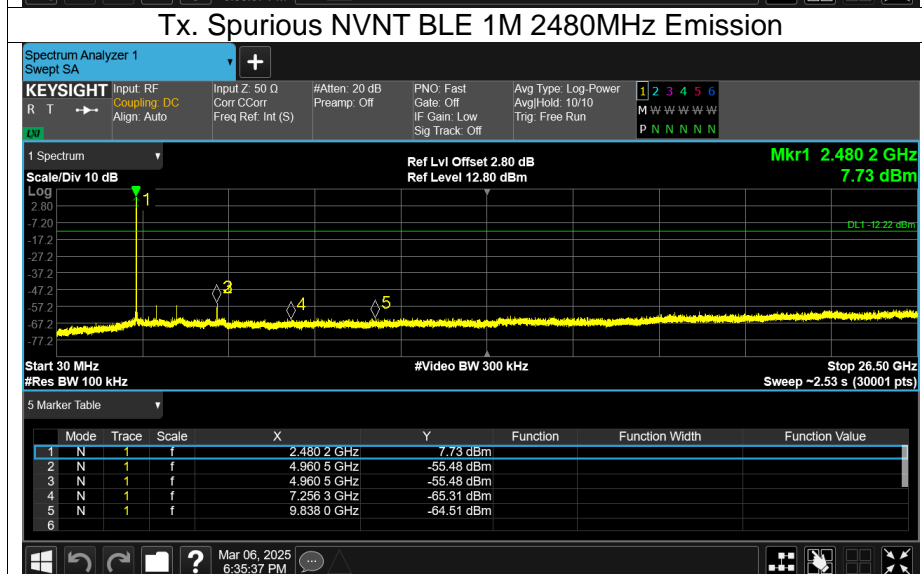 Tx. Spurious NVNT BLE 1M 2480MHz Emission
Spectrum Analyzer 1
Swept SA
+
KEYSIGHT Input: RF Input Z: 50 Ω #Atten: 20 dB PNO: Fast Avg Type: Log-Power 1 2 3 4 5 6
R T Coupling: DC Corr CCorr Preamp: Off Gate: Off Avg|Hold: 10/10 M W W W W W
Align: Auto Freq Ref: Int (S) IF Gain: Low Trig: Free Run
LXI Sig Track: Off P N N N N N
1 Spectrum Ref Lvl Offset 2.80 dB Mkr1 2.480 2 GHz
Scale/Div 10 dB Ref Level 12.80 dBm 7.73 dBm
Log
1
2.80
-7.20
DL1 -12.22 dBm
-17.2
-27.2
-37.2
-47.2
4 5
-57.2
-67.2
-77.2
Start 30 MHz #Video BW 300 kHz Stop 26.50 GHz
#Res BW 100 kHz Sweep ~2.53 s (30001 pts)
5 Marker Table
Mode Trace Scale X Y Function Function Width Function Value
1 N 1 f 2.480 2 GHz 7.73 dBm
2 N 1 f 4.960 5 GHz -55.48 dBm
3 N 1 f 4.960 5 GHz -55.48 dBm
4 N 1 f 7.256 3 GHz -65.31 dBm
5 N 1 f 9.838 0 GHz -64.51 dBm
6
? Mar 06, 2025
6:35:37 PM